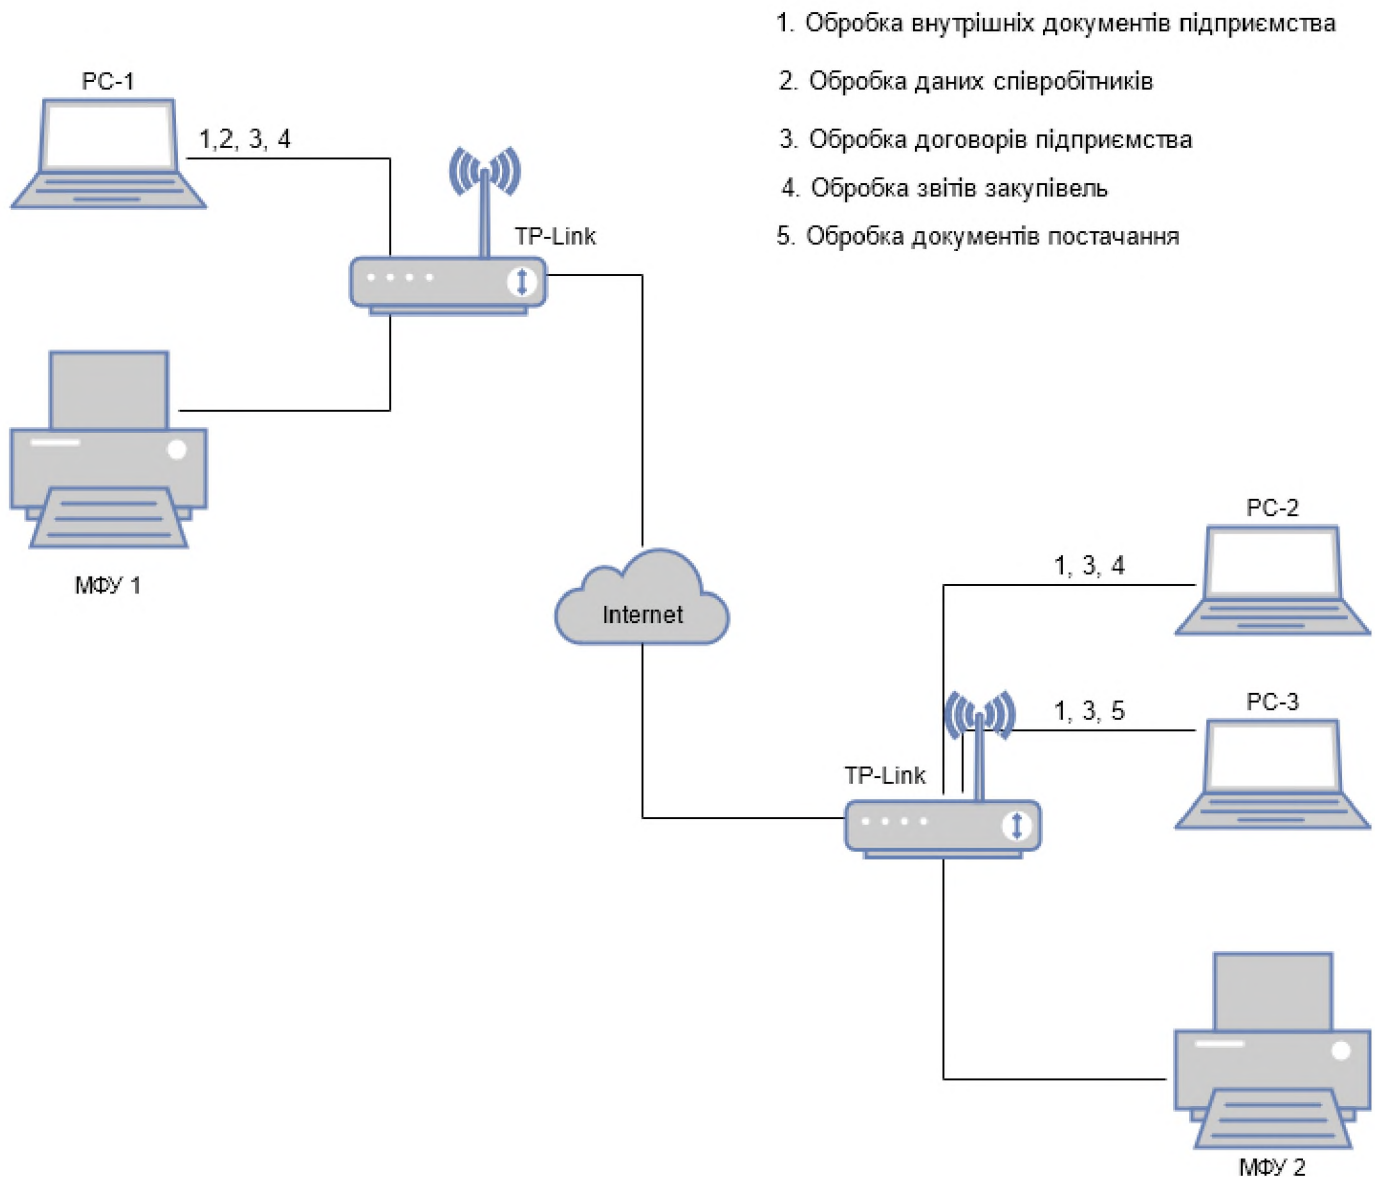 1. Обробка внутрішніх документів підприємства
PC-1
2. Обробка даних співробітників
1,2, 3, 4
3. Обробка договорів підприємства
4. Обробка звітів закупівель
TP-Link
5. Обробка документів постачання
МФУ 1
Internet
PC-2
1, 3, 4
PC-3
1, 3, 5
TP-Link
МФУ 2